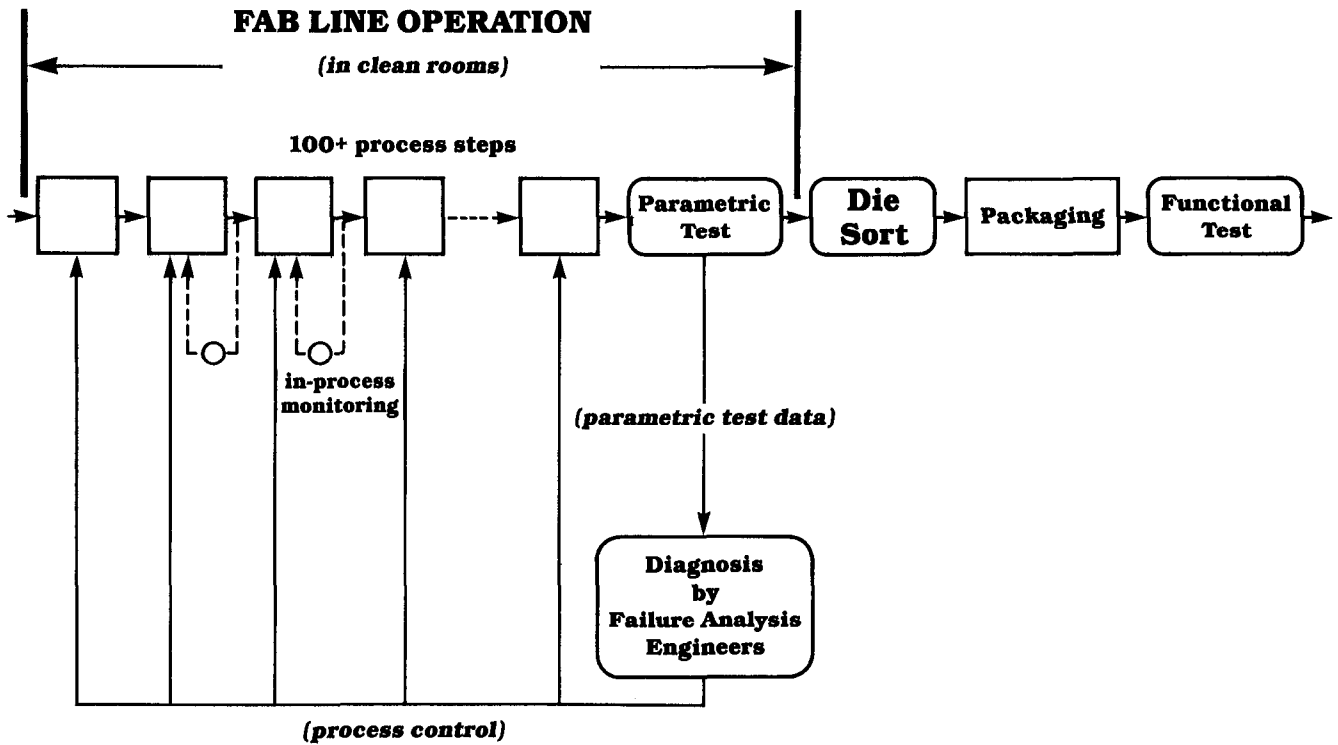 FAB LINE OPERATION
(in clean rooms)
100+ process steps
Parametric
Test
Die
Sort
Packaging
Functional
Test
in-process
monitoring
(parametric test data)
Diagnosis
by
Failure Analysis
Engineers
(process control)